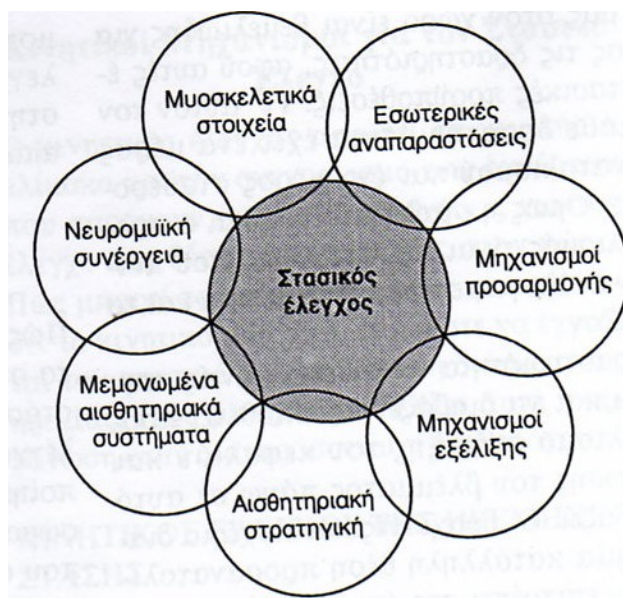 Μυοσκελετικά
στοιχεία
Εσωτερικές
αναπαραστάσεις
Νευρομυϊκή
συνέργεια
Στασικός
έλεγχος
Μηχανισμοί
προσαρμογής
Μεμονωμένα
αισθητηριακά
συστήματα
Μηχανισμοί
εξέλιξης
Αισθητηριακή
στρατηγική